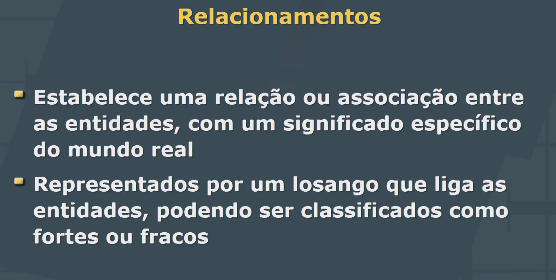 Relacionamentos
Estabelece uma relação ou associação entre
as entidades, com um significado específico
do mundo real
Representados por um losango que liga as
entidades, podendo ser classificados como
fortes ou fracos